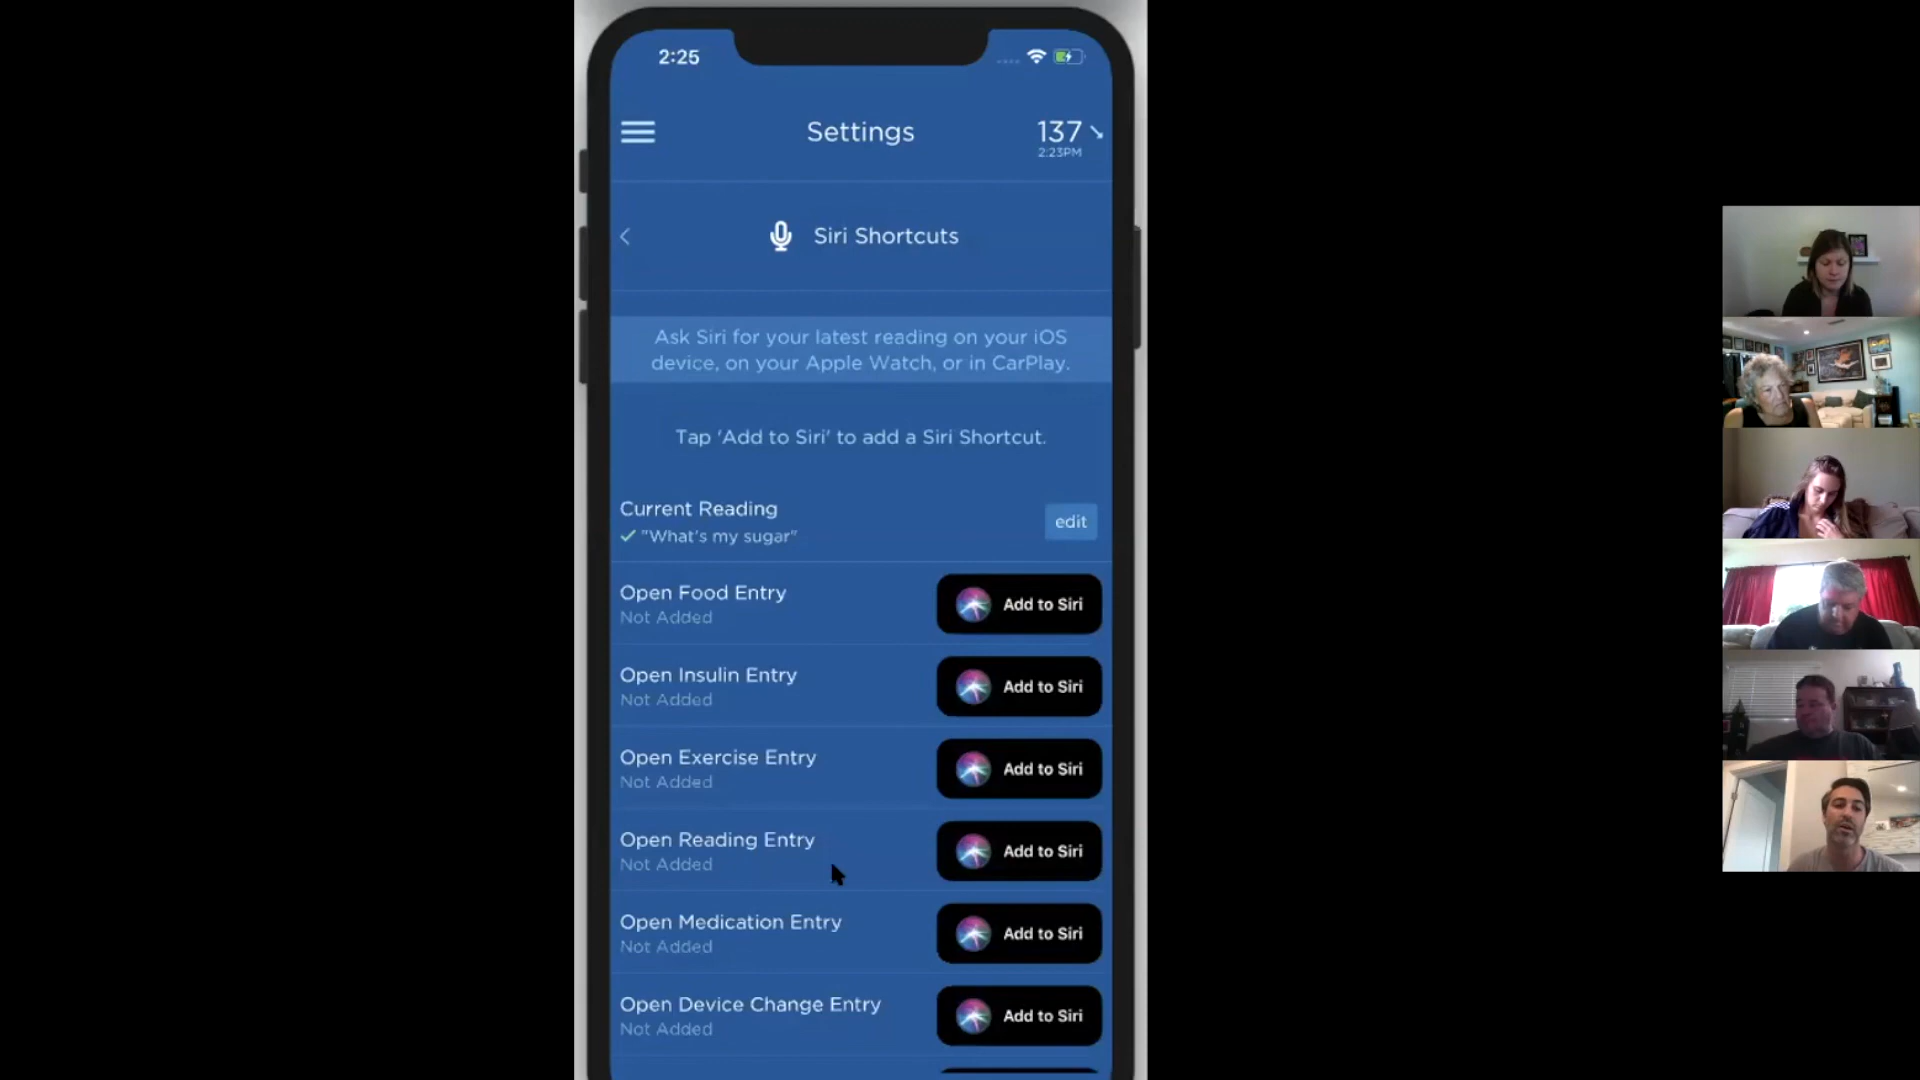 2:25
Settings
137
2:23PM
Siri Shortcuts
Ask Siri for your latest reading on your iOS
device, on your Apple Watch, or in CarPlay.
Tap 'Add to Siri' to add a Siri Shortcut.
Current Reading
"What's my sugar"
edit
Open Food Entry
Not Added
Add to Siri
Open Insulin Entry
Not Added
Add to Siri
Open Exercise Entry
Not Added
Add to Siri
Open Reading Entry
Not Added
Add to Siri
Open Medication Entry
Not Added
Add to Siri
Open Device Change Entry
Not Added
Add to Siri